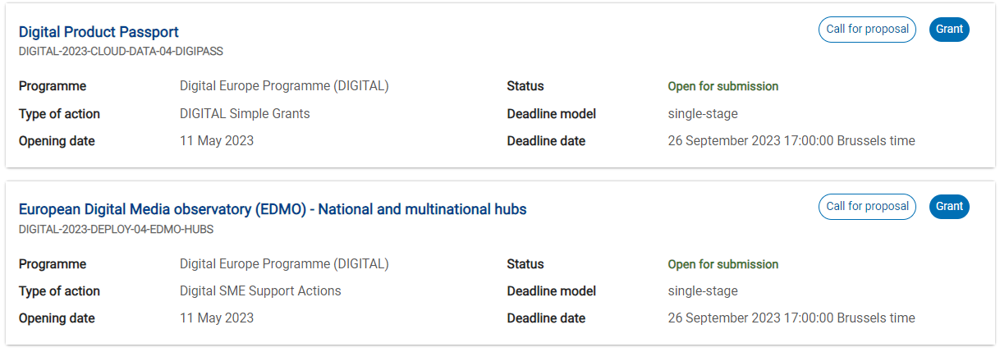 Digital Product Passport
Call for proposal Grant
DIGITAL-2023-CLOUD-DATA-04-DIGIPASS
Programme Digital Europe Programme (DIGITAL) Status Open for submission
Type of action DIGITAL Simple Grants Deadline model single-stage
Opening date 11 May 2023 Deadline date 26 September 2023 17:00:00 Brussels time
European Digital Media observatory (EDMO) - National and multinational hubs
Call for proposal Grant
DIGITAL-2023-DEPLOY-04-EDMO-HUBS
Programme Digital Europe Programme (DIGITAL) Status Open for submission
Type of action Digital SME Support Actions Deadline model single-stage
Opening date 11 May 2023 Deadline date 26 September 2023 17:00:00 Brussels time